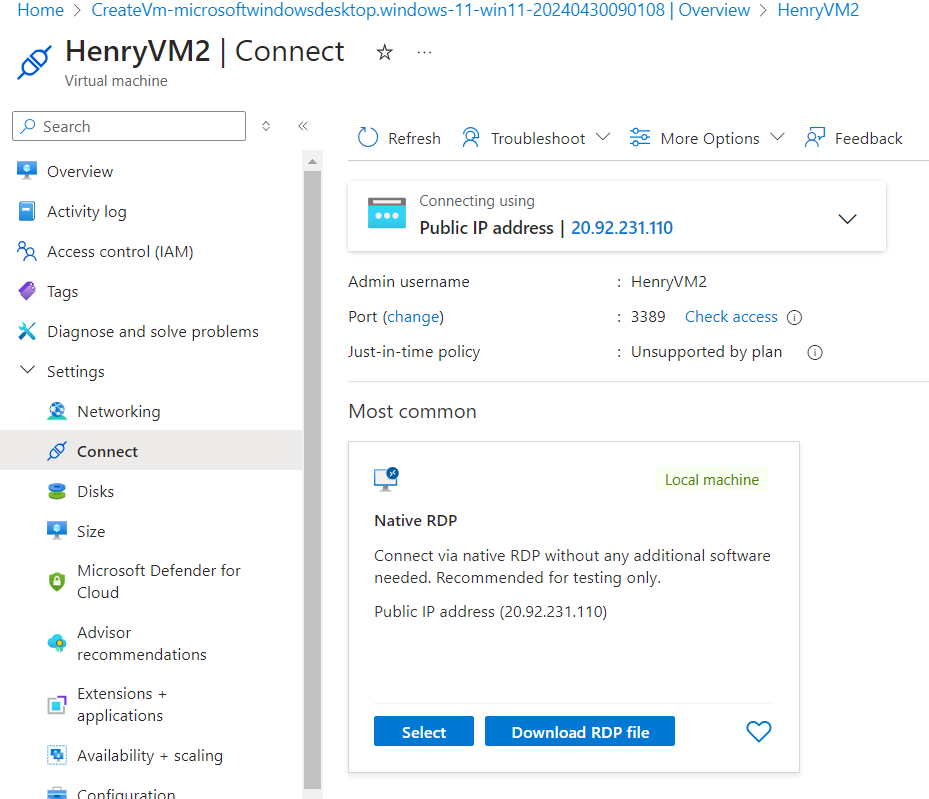 Home > CreateVm-microsoftwindowsdesktop.windows-11-win11-20240430090108 | Overview > HenryVM2
HenryVM2 | Connect
Virtual machine
Search
Overview
Activity log
Access control (IAM)
Tags
Diagnose and solve problems
Settings
Networking
Connect
Disks
Size
Microsoft Defender for
Cloud
Advisor
recommendations
Extensions +
applications
Availability + scaling
Configuration
Refresh Troubleshoot More Options Feedback
Connecting using
Public IP address | 20.92.231.110
Admin username : HenryVM2
Port (change) : 3389 Check access
Just-in-time policy : Unsupported by plan
Most common
Local machine
Native RDP
Connect via native RDP without any additional software
needed. Recommended for testing only.
Public IP address (20.92.231.110)
Select Download RDP file